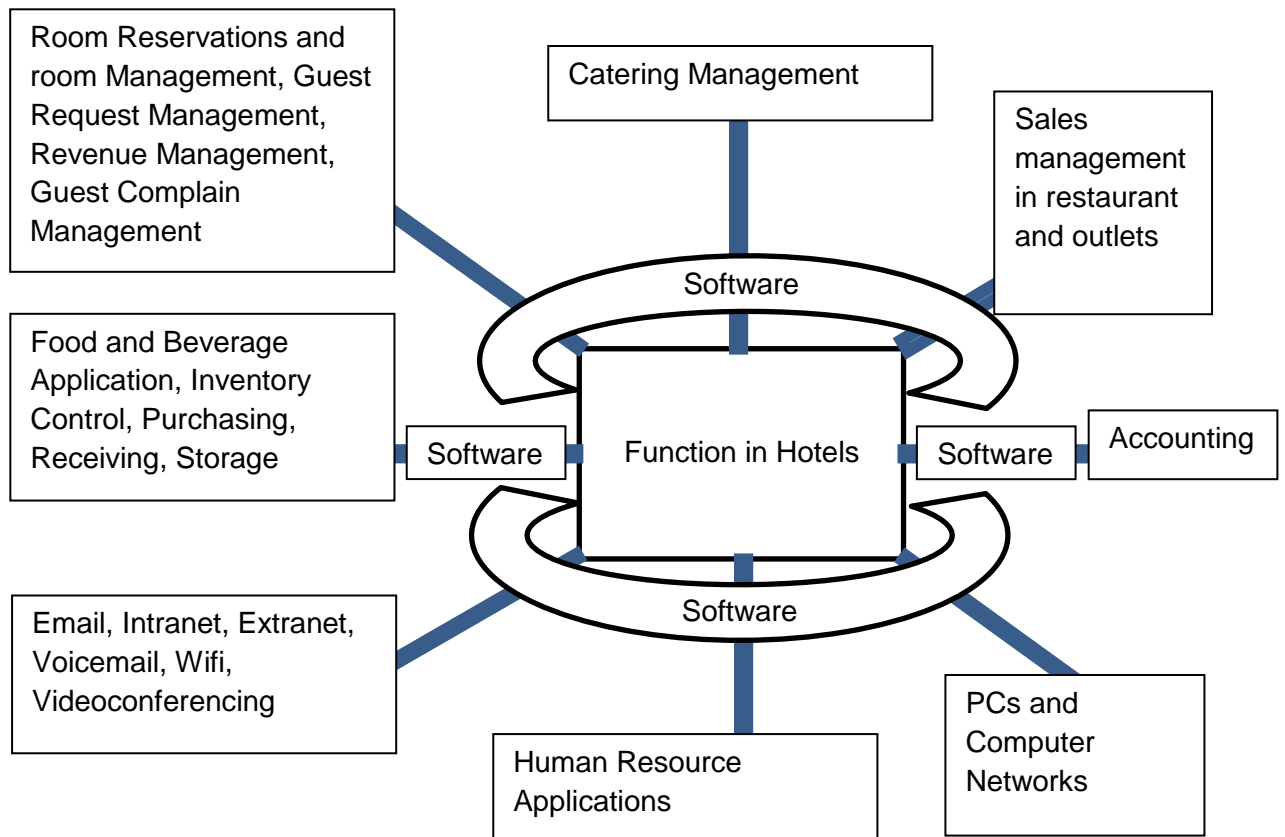 Room Reservations and
room Management, Guest
Request Management,
Revenue Management,
Guest Complain
Management
Catering Management
Sales
management
in restaurant
and outlets
Software
Food and Beverage
Application, Inventory
Control, Purchasing,
Receiving, Storage
Software
Function in Hotels
Software
Accounting
Software
Email, Intranet, Extranet,
Voicemail, Wifi,
Videoconferencing
Human Resource
Applications
PCs and
Computer
Networks